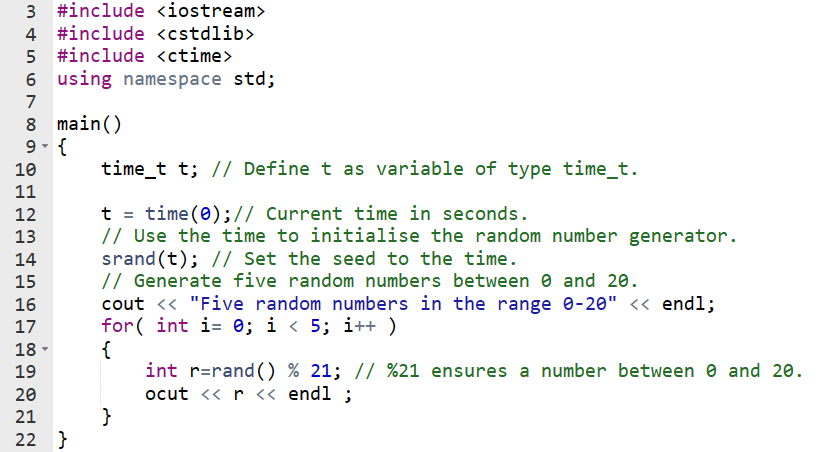 3 #include <iostream>
4 #include <cstdlib>
5 #include <ctime>
6 using namespace std;
7
8 main()
9 {
10     time_t t; // Define t as variable of type time_t.
11
12     t = time(0);// Current time in seconds.
13     // Use the time to initialise the random number generator.
14     srand(t); // Set the seed to the time.
15     // Generate five random numbers between 0 and 20.
16     cout << "Five random numbers in the range 0-20" << endl;
17     for( int i= 0; i < 5; i++ )
18     {
19         int r=rand() % 21; // %21 ensures a number between 0 and 20.
20         ocut << r << endl ;
21     }
22 }